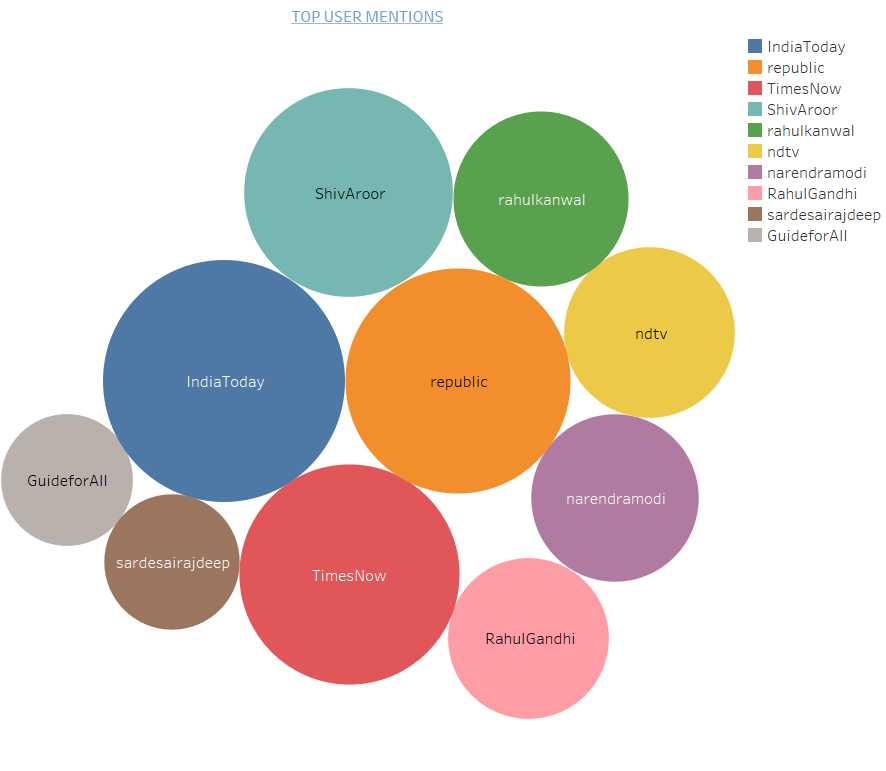 TOP USER MENTIONS
IndiaToday
republic
TimesNow
ShivAroor
rahulkanwal
ndtv
narendramodi
RahulGandhi
sardesairajdeep
GuideforAll
ShivAroor
rahulkanwal
ndtv
IndiaToday
republic
GuideforAll
narendramodi
sardesairajdeep
TimesNow
RahulGandhi